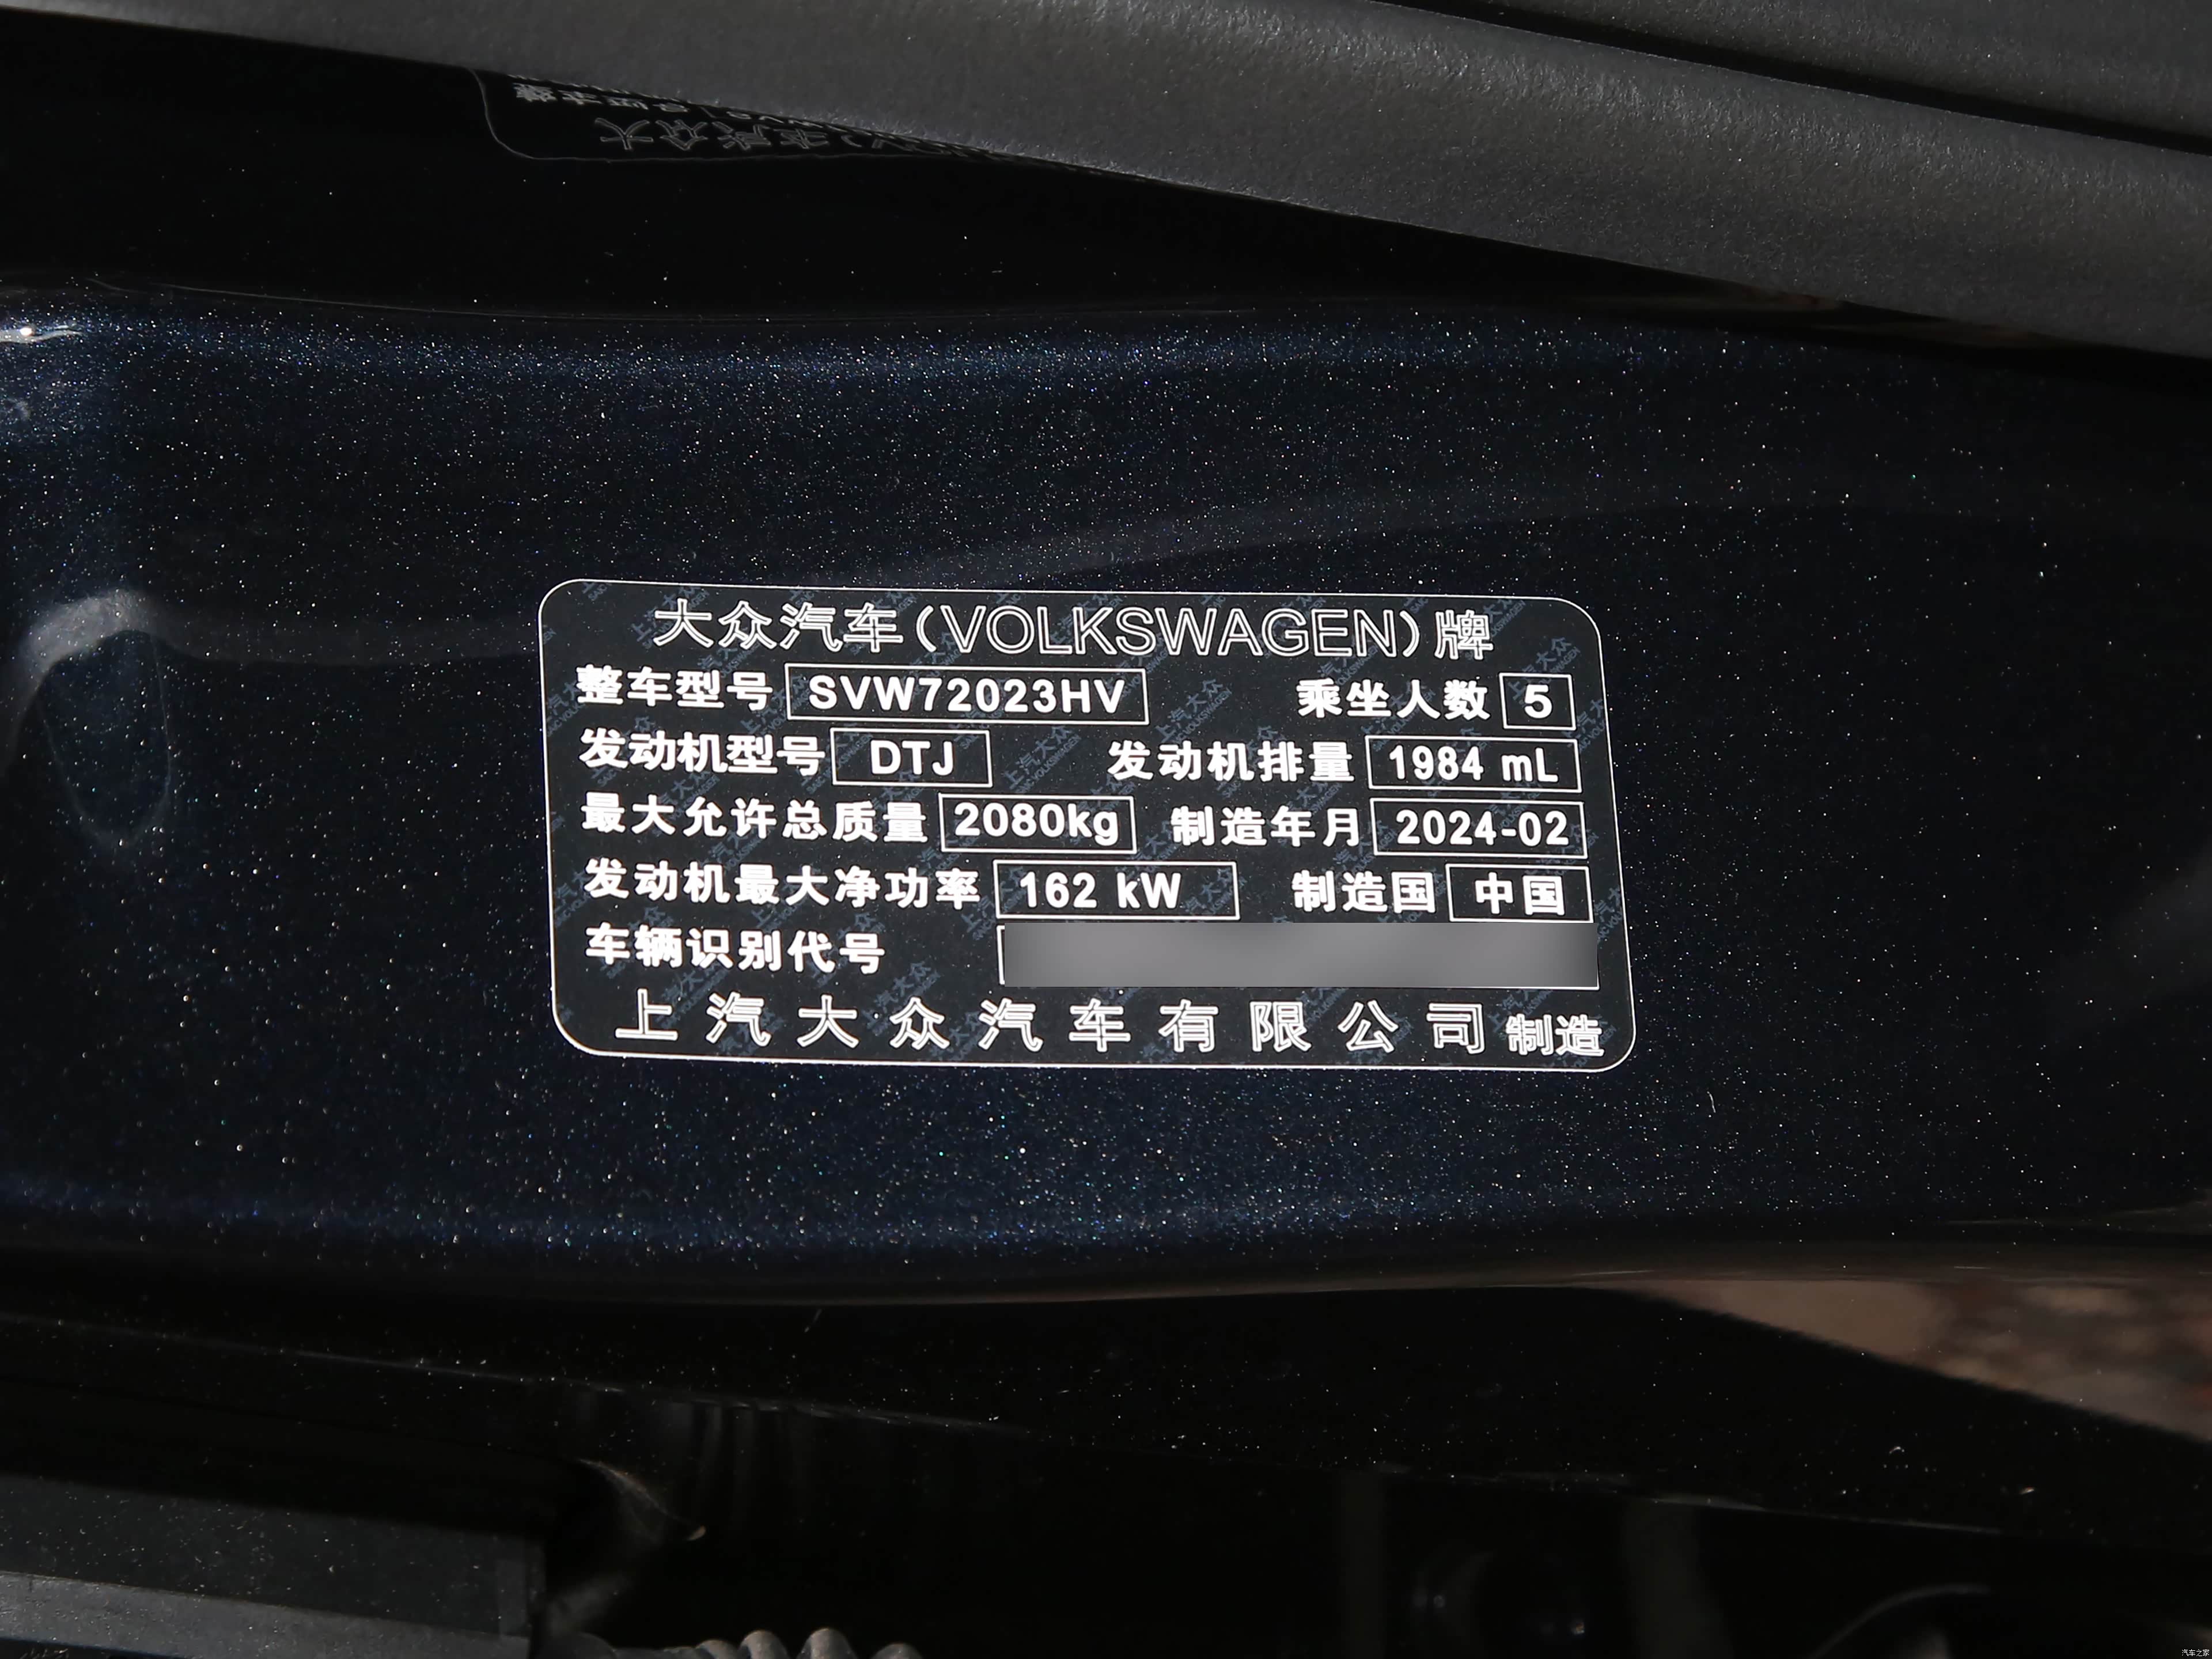 大众汽车(VOLKSWAGEN)牌
整车型号 SVW72023HV 乘坐人数 5
发动机型号 DTJ 发动机排量 1984 mL
最大允许总质量 2080kg 制造年月 2024-02
发动机最大净功率 162 kW 制造国 中国
车辆识别代号
上汽大众汽车有限公司制造
汽车之家